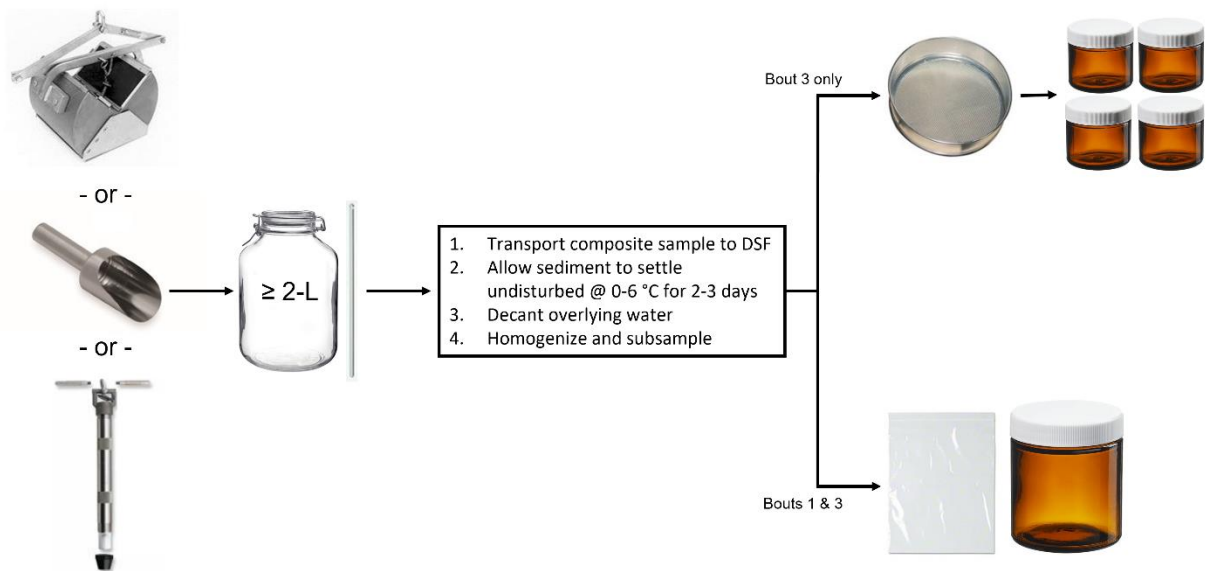 - or -
- or -
≥ 2-L
1. Transport composite sample to DSF
2. Allow sediment to settle
undisturbed @ 0-6 °C for 2-3 days
3. Decant overlying water
4. Homogenize and subsample
Bout 3 only
Bouts 1 & 3